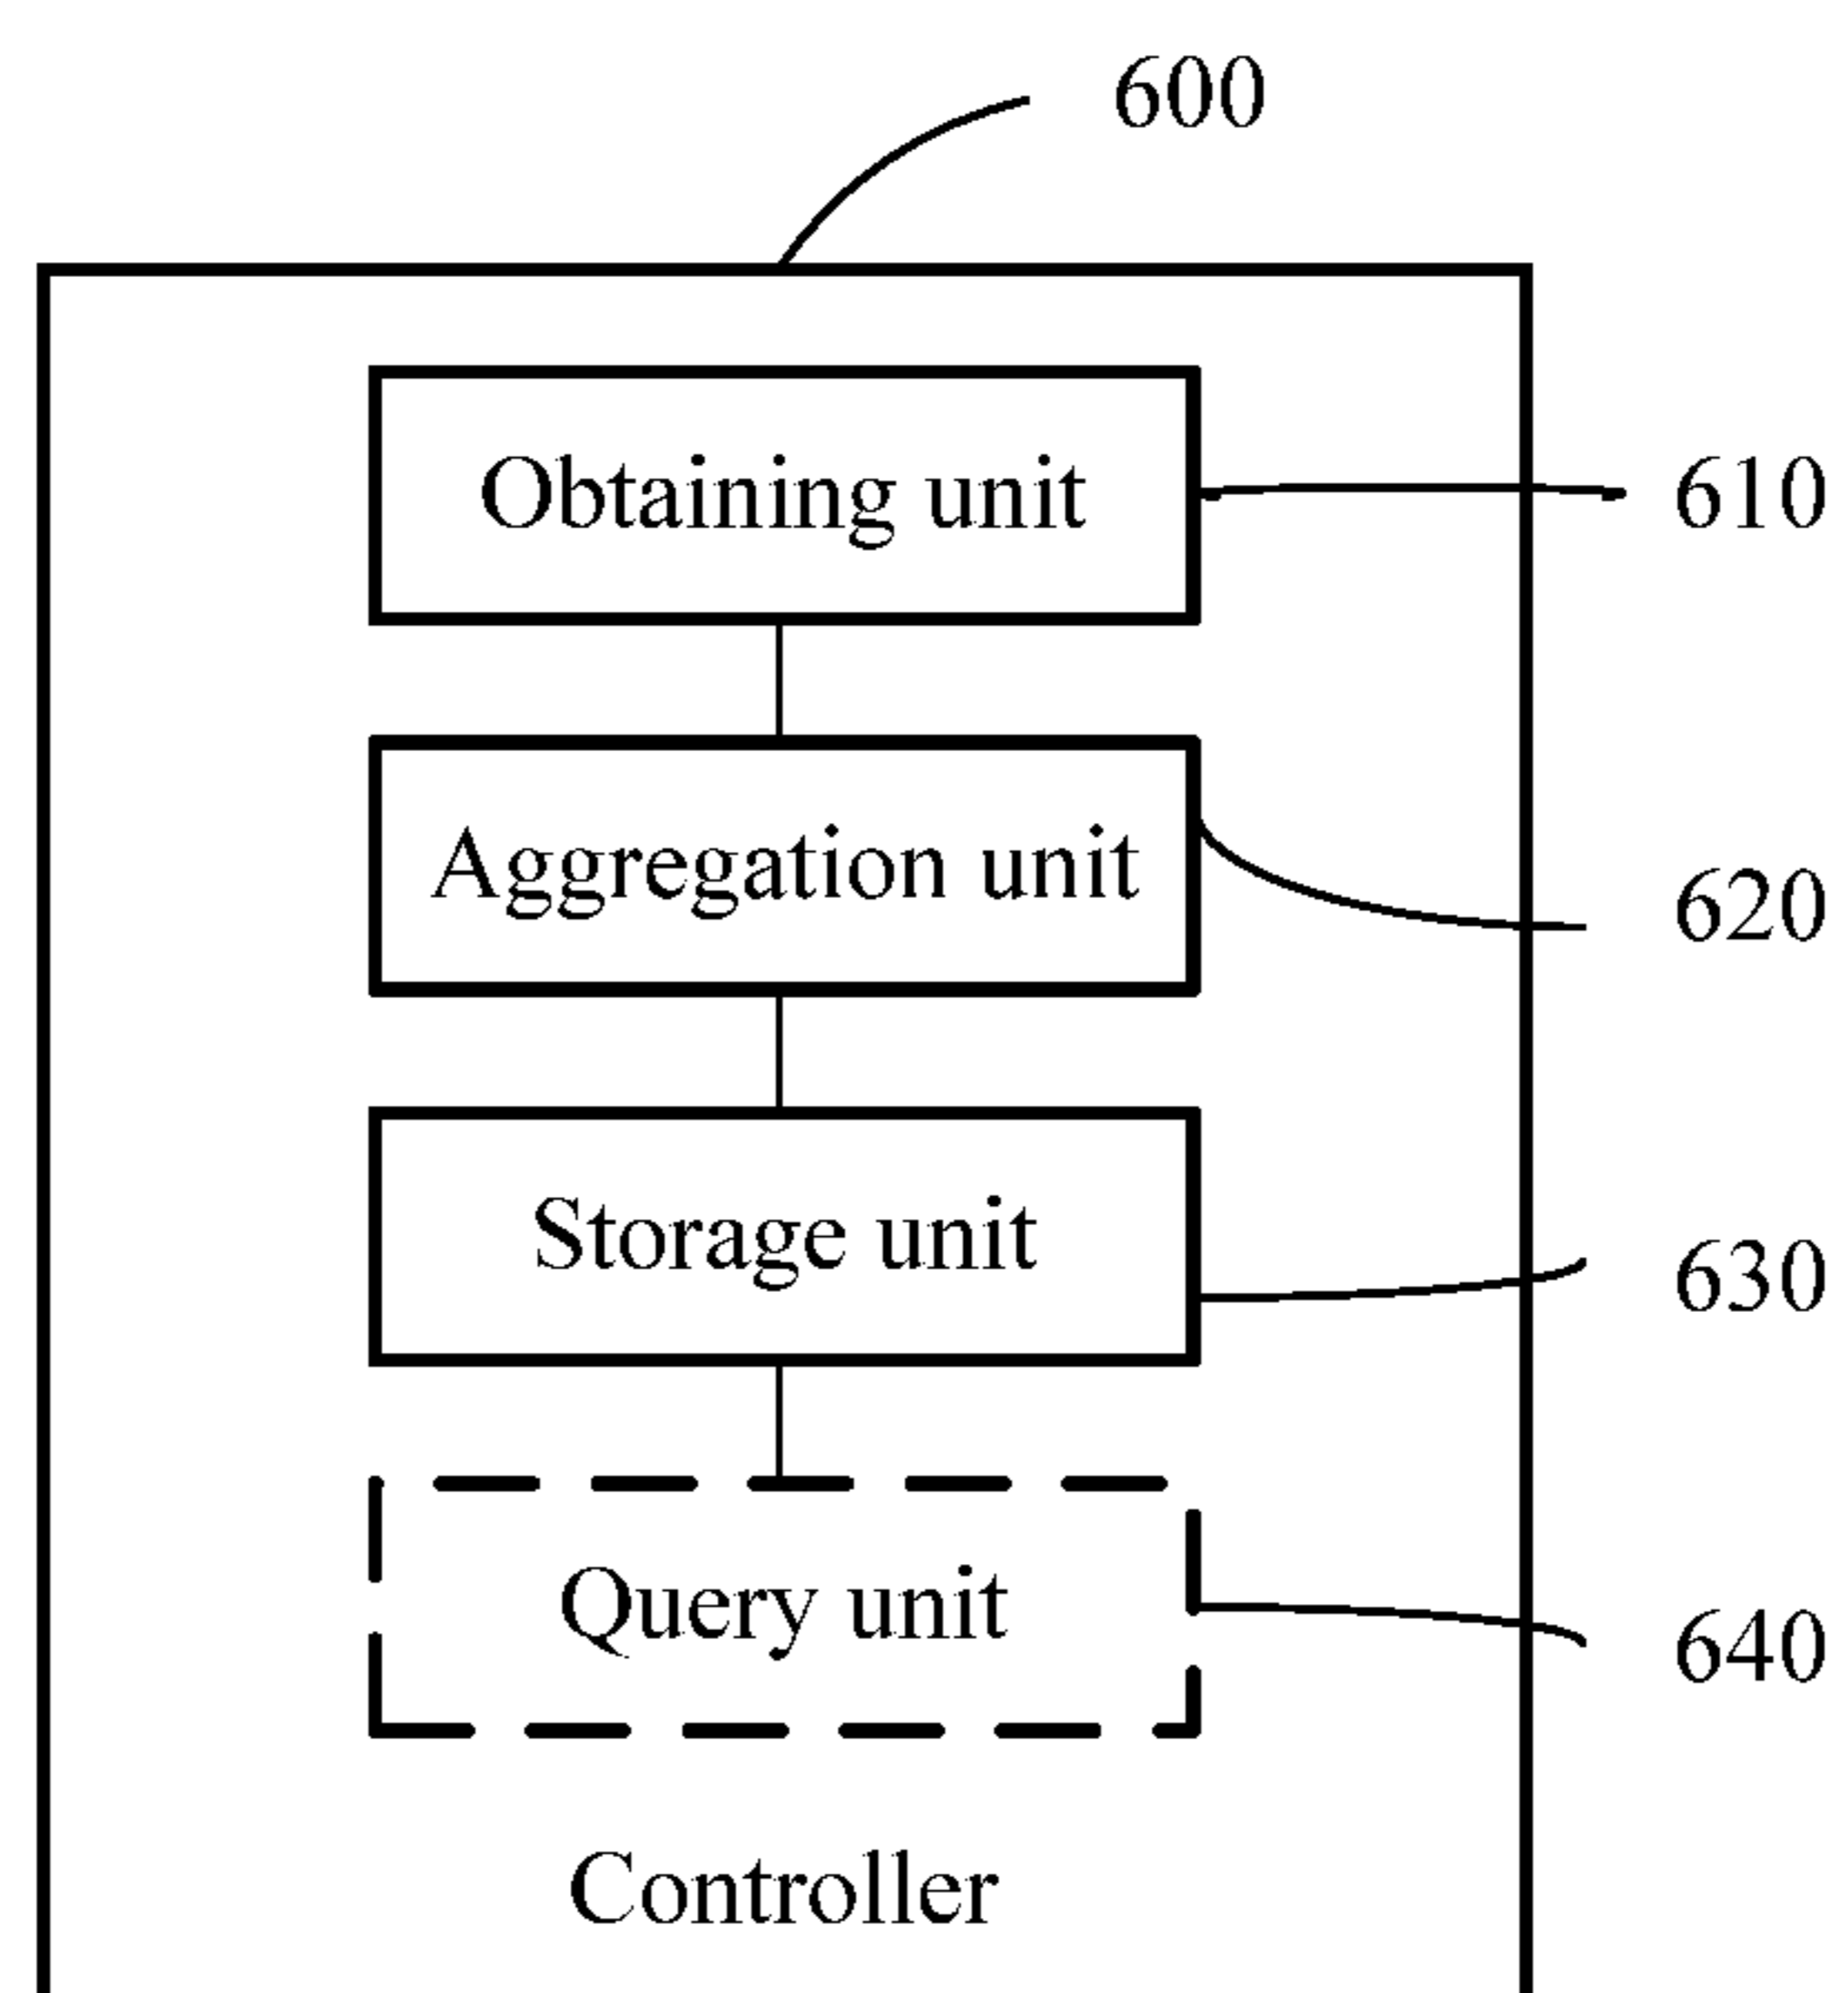 600
Obtaining unit
610
Aggregation unit
620
Storage unit
630
Query unit
640
Controller